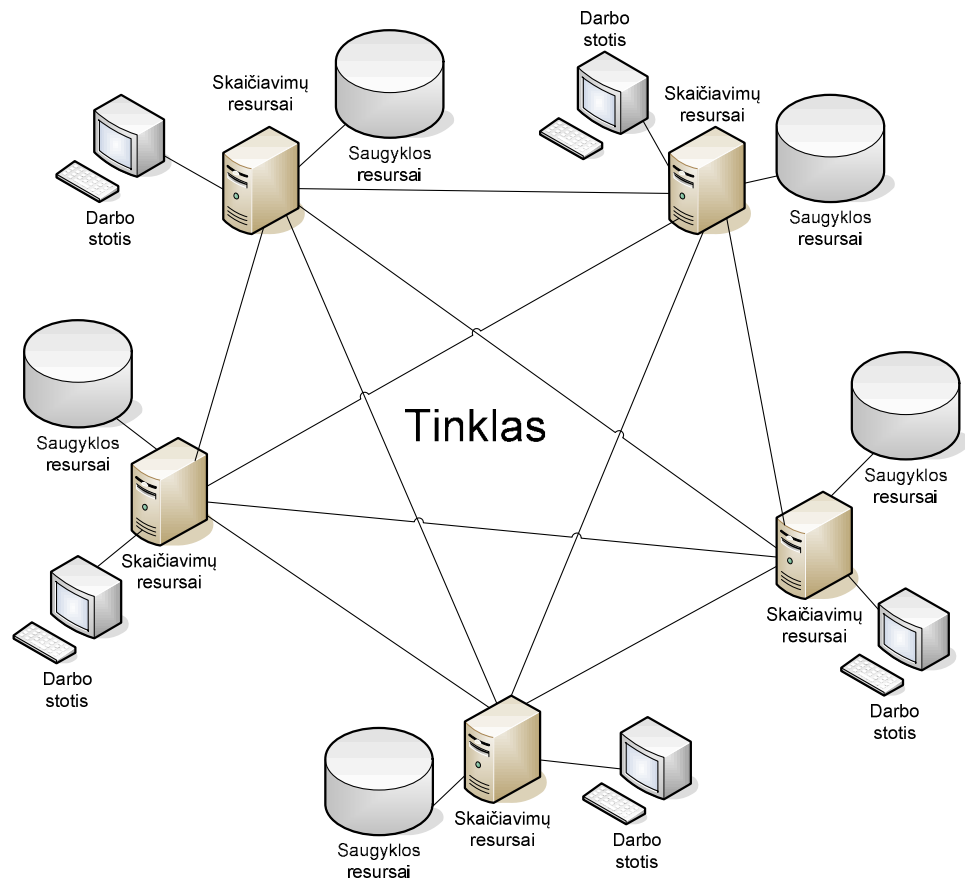 Darbo
stotis
Skaičiavimų
resursai
Saugyklos
resursai
Darbo
stotis
Skaičiavimų
resursai
Saugyklos
resursai
Tinklas
Saugyklos
resursai
Skaičiavimų
resursai
Darbo
stotis
Saugyklos
resursai
Skaičiavimų
resursai
Darbo
stotis
Saugyklos
resursai
Skaičiavimų
resursai
Darbo
stotis